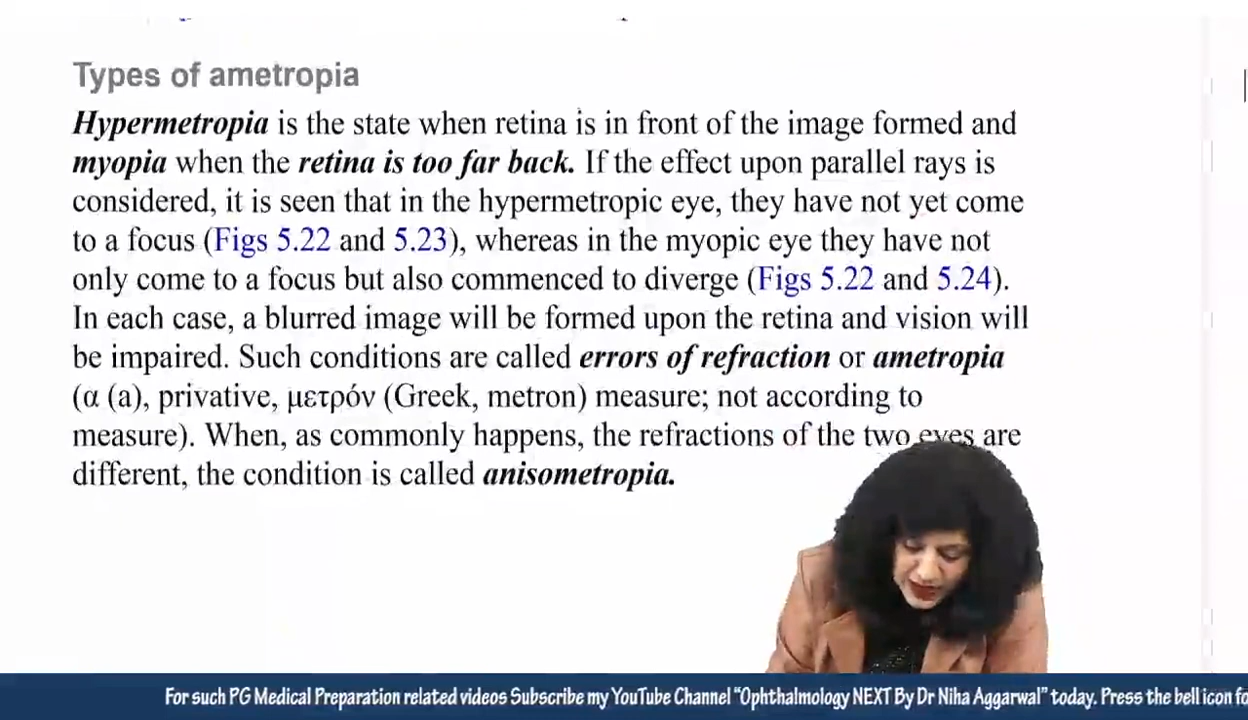 Types of ametropia
Hypermetropia is the state when retina is in front of the image formed and
myopia when the retina is too far back. If the effect upon parallel rays is
considered, it is seen that in the hypermetropic eye, they have not yet come
to a focus (Figs 5.22 and 5.23), whereas in the myopic eye they have not
only come to a focus but also commenced to diverge (Figs 5.22 and 5.24).
In each case, a blurred image will be formed upon the retina and vision will
be impaired. Such conditions are called errors of refraction or ametropia
(α (a), privative, μετρόν (Greek, metron) measure; not according to
measure). When, as commonly happens, the refractions of the two eyes are
different, the condition is called anisometropia.
For such PG Medical Preparation related videos Subscribe my YouTube Channel “Ophthalmology NEXT By Dr Niha Aggarwal” today. Press the bell icon fo